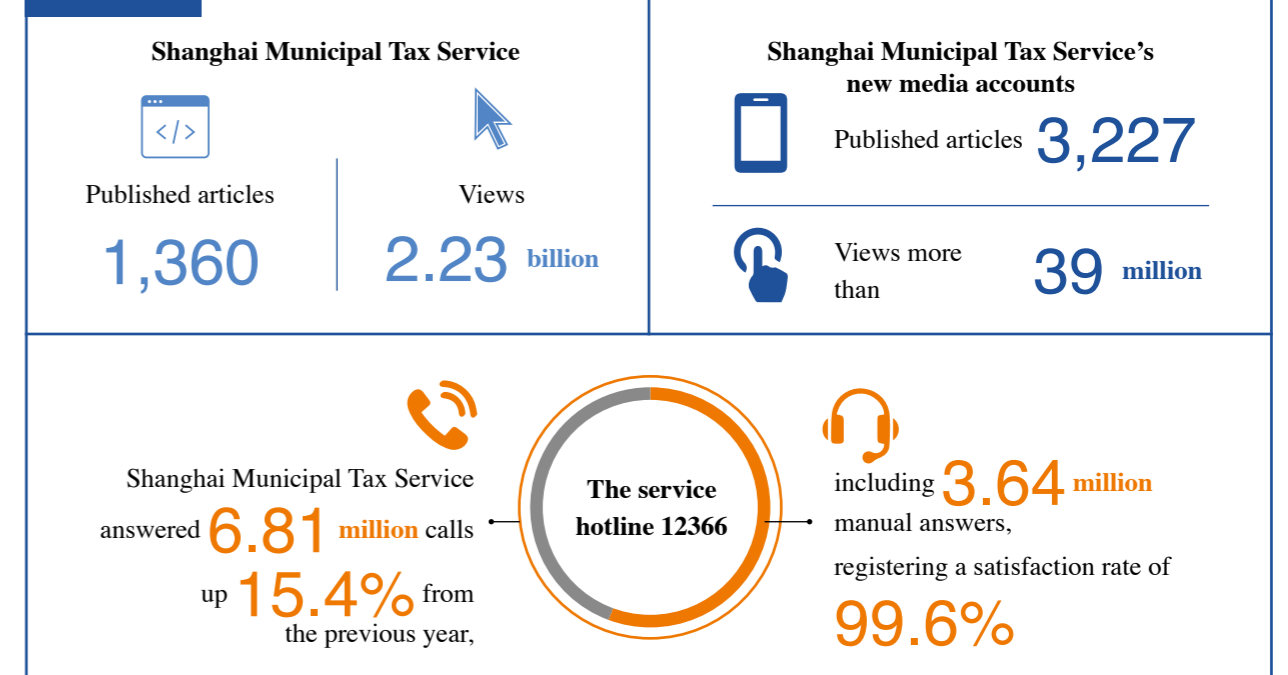 Shanghai Municipal Tax Service
</>
Published articles
1,360
Views
2.23 billion
Shanghai Municipal Tax Service's
new media accounts
Published articles 3,227
Views more
than
39 million
Shanghai Municipal Tax Service
answered 6.81 million calls
up 15.4% from
the previous year,
The service
hotline 12366
including 3.64 million
manual answers,
registering a satisfaction rate of
99.6%